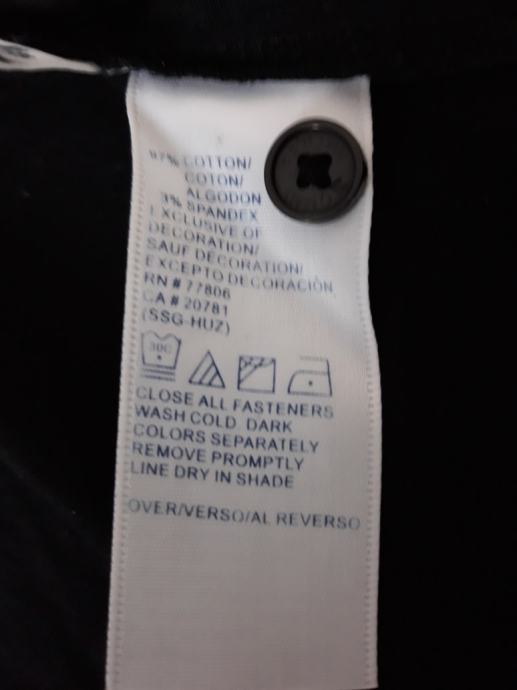 97% COTTON/
COTON/
ALGODON
3% SPANDEX
EXCLUSIVE OF
DECORATION/
SAUF DÉCORATION/
EXCEPTO DECORACIÓN
RN # 77806
CA # 20781
(SSG-HUZ)
30C
CLOSE ALL FASTENERS
WASH COLD. DARK
COLORS SEPARATELY
REMOVE PROMPTLY
LINE DRY IN SHADE
OVER/VERSO/AL REVERSO